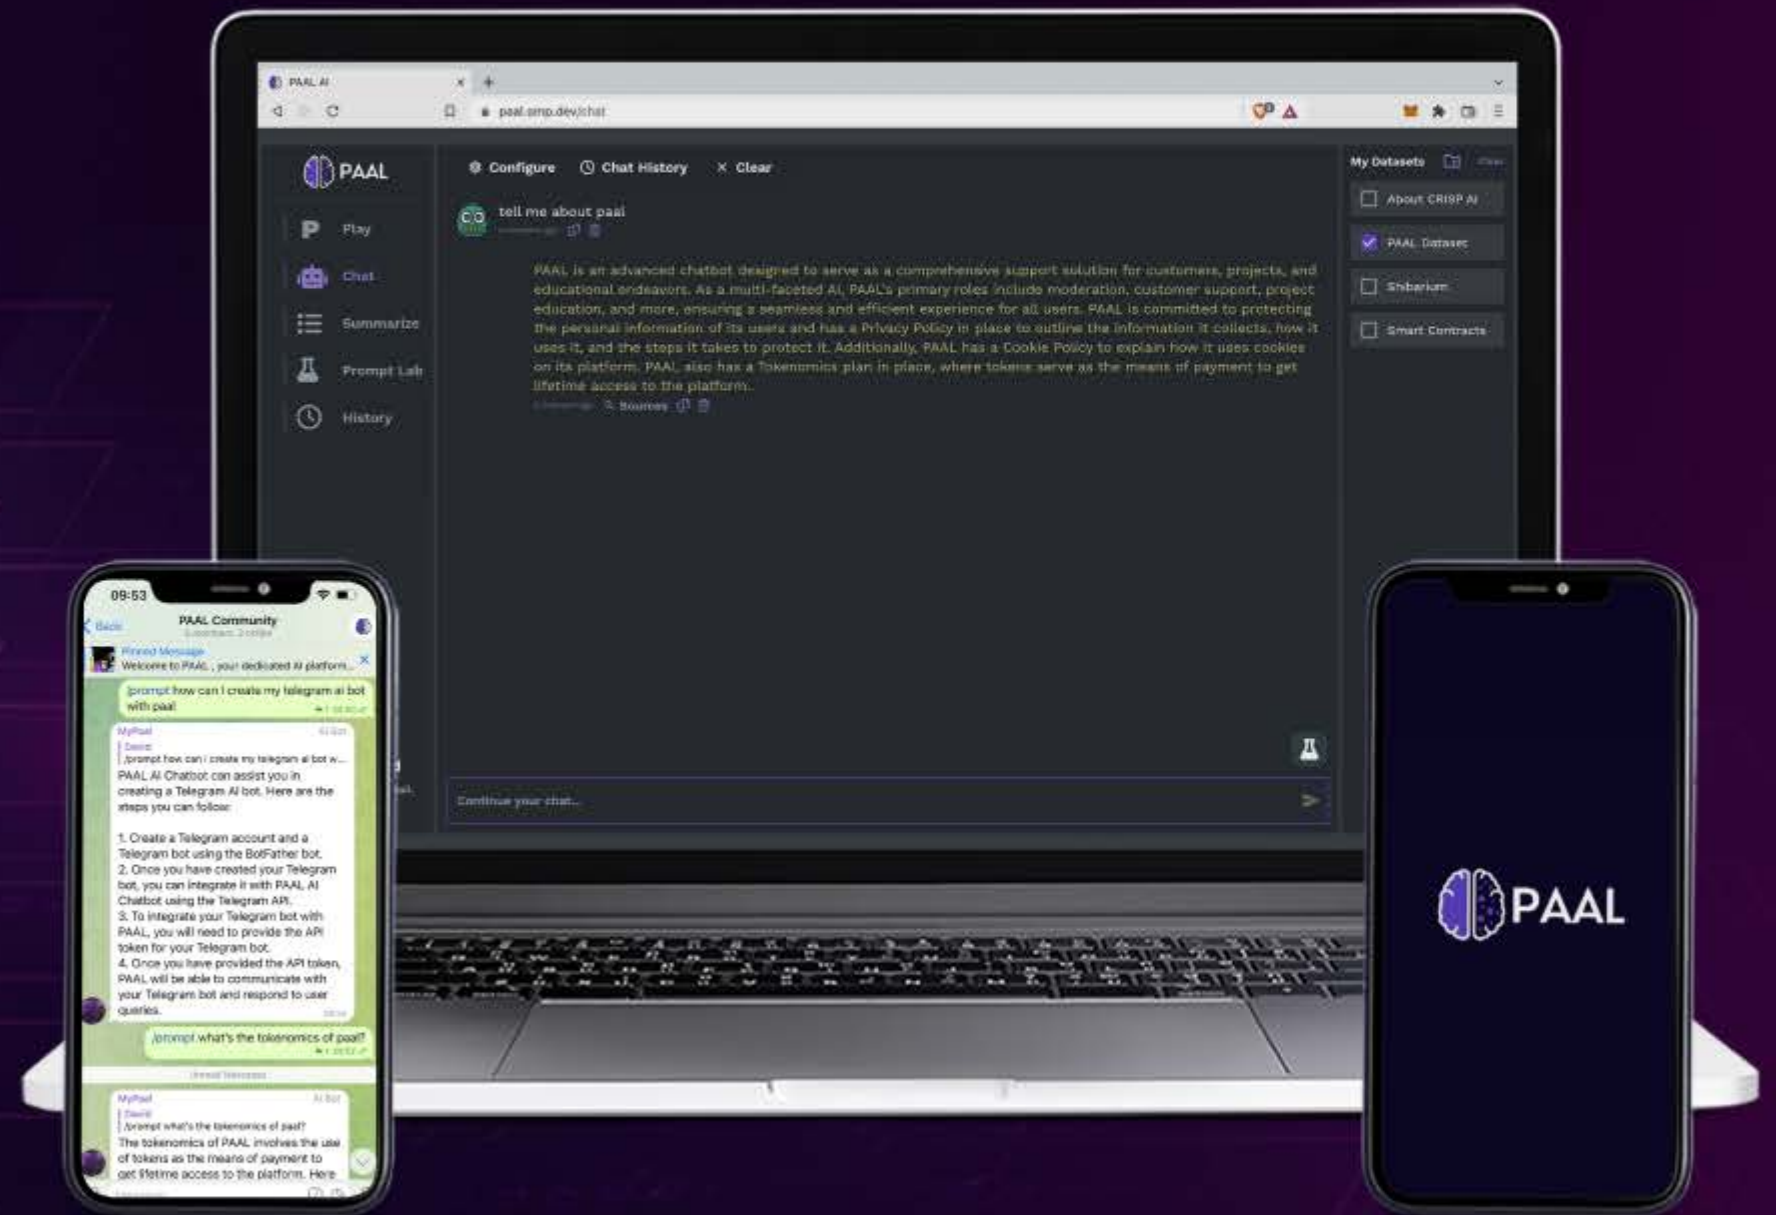 PAAL AI
paal.omp.dev/chat
PAAL
Configure
Chat History
Clear
My Datasets
Clear
Play
Chat
Summarize
Prompt Lab
History
tell me about paal
PAAL is an advanced chatbot designed to serve as a comprehensive support solution for customers, projects, and
educational endeavors. As a multi-faceted AI, PAAL's primary roles include moderation, customer support, project
education, and more, ensuring a seamless and efficient experience for all users. PAAL is committed to protecting
the personal information of its users and has a Privacy Policy in place to outline the information it collects, how it
uses it, and the steps it takes to protect it. Additionally, PAAL has a Cookie Policy to explain how it uses cookies
on its platform. PAAL also has a Tokenomics plan in place, where tokens serve as the means of payment to get
lifetime access to the platform.
Sources
About CRISP AI
PAAL Dataset
Shibarium
Smart Contracts
Continue your chat...
09:53
Back
PAAL Community
Pinned Message
Welcome to PAAL , your dedicated AI platform...
/prompt how can I create my telegram ai bot
with paal
MyPaal
AI Bot
David
/prompt how can i create my telegram ai bot w...
PAAL AI Chatbot can assist you in
creating a Telegram AI bot. Here are the
steps you can follow:
1. Create a Telegram account and a
Telegram bot using the BotFather bot.
2. Once you have created your Telegram
bot, you can integrate it with PAAL AI
Chatbot using the Telegram API.
3. To integrate your Telegram bot with
PAAL, you will need to provide the API
token for your Telegram bot.
4. Once you have provided the API token,
PAAL will be able to communicate with
your Telegram bot and respond to user
queries.
/prompt what's the tokenomics of paal?
Unread Messages
MyPaal
AI Bot
David
/prompt what's the tokenomics of paal?
The tokenomics of PAAL involves the use
of tokens as the means of payment to
get lifetime access to the platform. Here
Message
PAAL